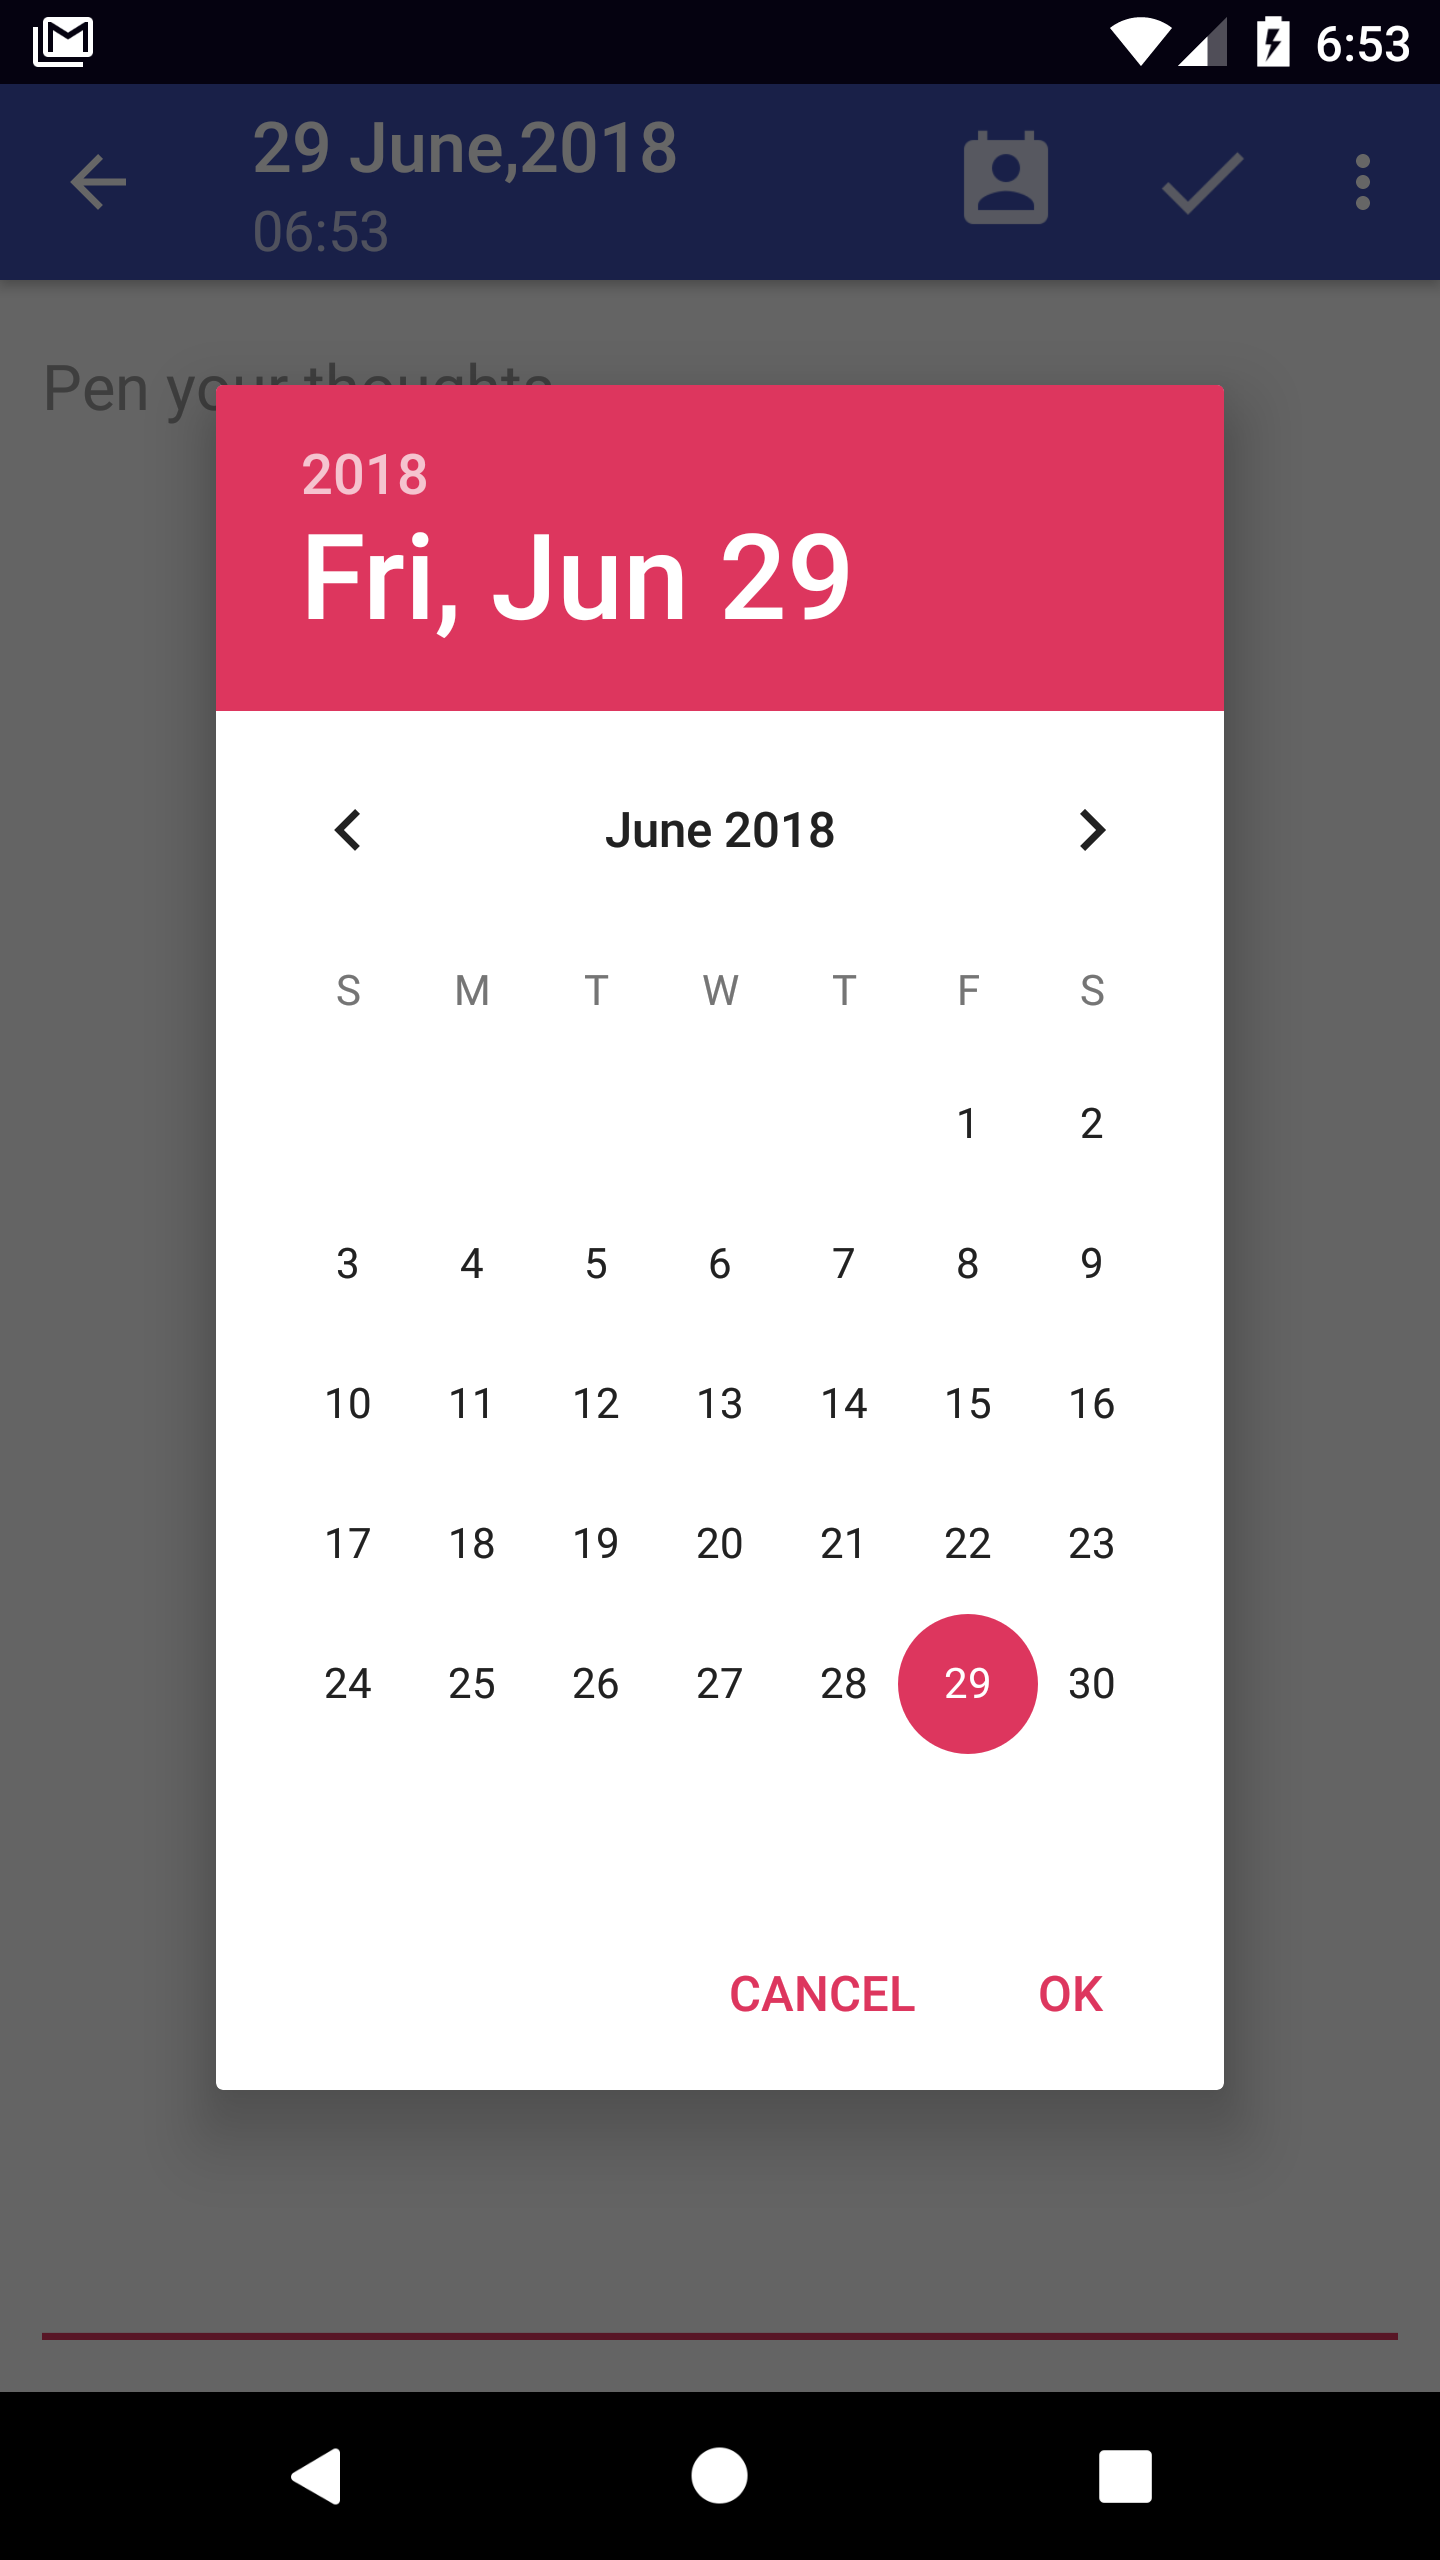 6:53
29 June,2018
06:53
Pen your thoughts
2018
Fri, Jun 29
June 2018
S M T W T F S
1 2
3 4 5 6 7 8 9
10 11 12 13 14 15 16
17 18 19 20 21 22 23
24 25 26 27 28 29 30
CANCEL OK